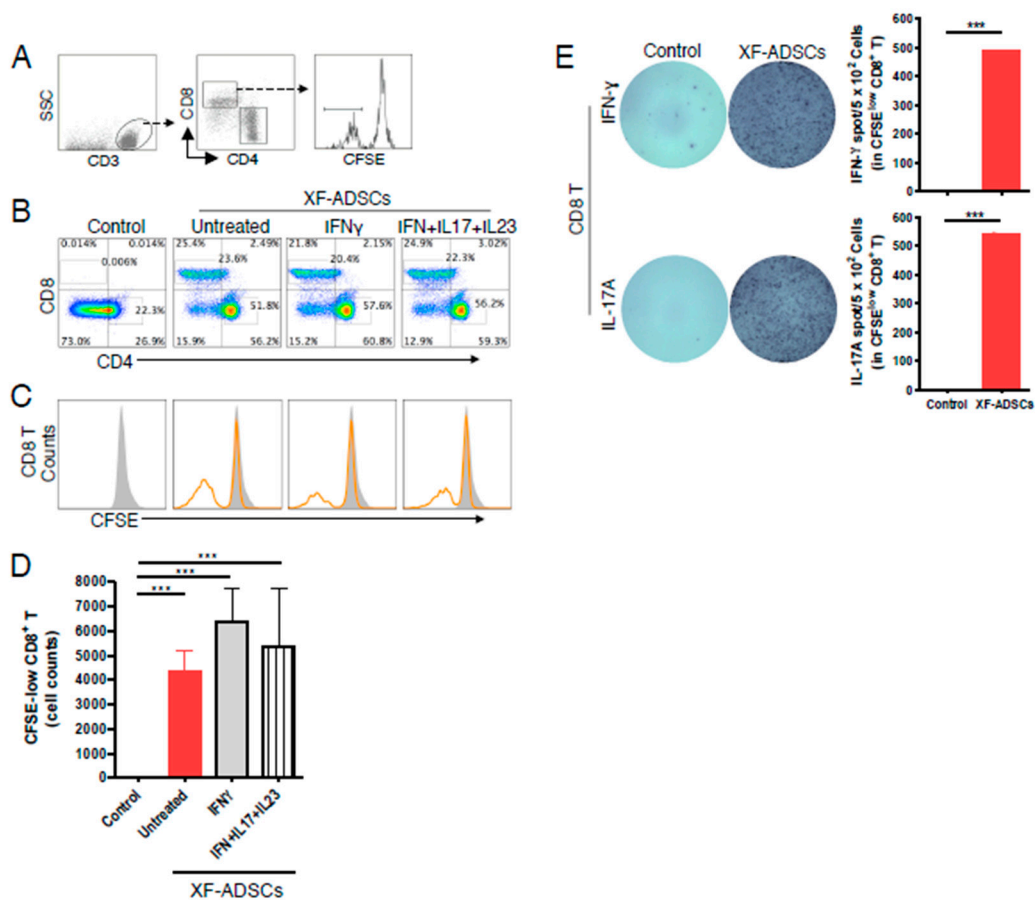 A
SSC
CD3
CD8
CD4
CFSE
B
XF-ADSCs
Control
Untreated
IFNγ
IFN+IL17+IL23
CD8
0.014%
0.014%
0.006%
22.3%
73.0%
26.9%
25.4%
2.49%
23.6%
51.8%
15.9%
56.2%
21.8%
2.15%
20.4%
57.6%
15.2%
60.8%
24.9%
3.02%
22.3%
56.2%
12.9%
59.3%
CD4
C
CD8 T
Counts
CFSE
D
CFSE-low CD8+ T
(cell counts)
8000
7000
6000
5000
4000
3000
2000
1000
0
***
***
***
Control
Untreated
IFNγ
IFN+IL17+IL23
XF-ADSCs
E
Control
XF-ADSCs
CD8 T
IFN-γ
IL-17A
IFN-γ spot/5 x 10² Cells
(in CFSElow CD8+ T)
600
500
400
300
200
100
0
***
IL-17A spot/5 x 10² Cells
(in CFSElow CD8+ T)
600
500
400
300
200
100
0
***
Control
XF-ADSCs